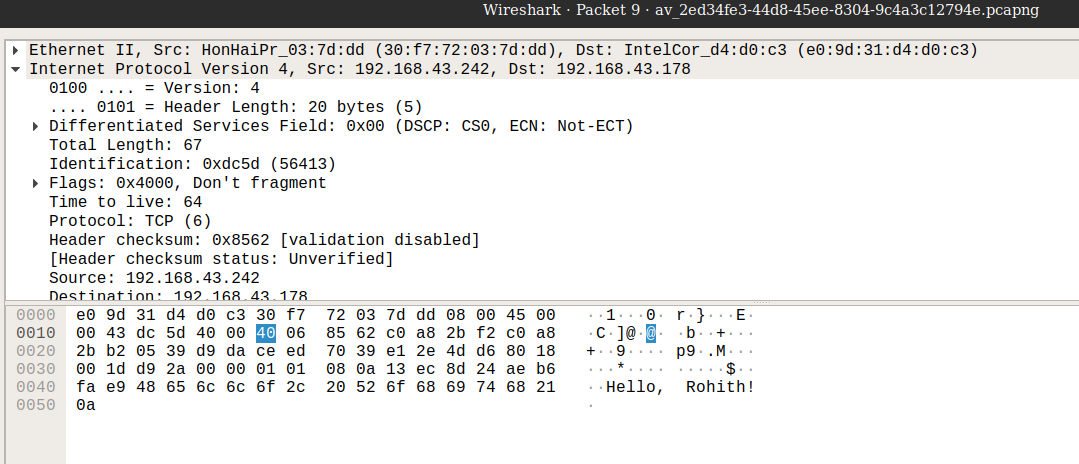 Wireshark · Packet 9 · av_2ed34fe3-44d8-45ee-8304-9c4a3c12794e.pcapng
Ethernet II, Src: HonHaiPr_03:7d:dd (30:f7:72:03:7d:dd), Dst: IntelCor_d4:d0:c3 (e0:9d:31:d4:d0:c3)
Internet Protocol Version 4, Src: 192.168.43.242, Dst: 192.168.43.178
0100 .... = Version: 4
.... 0101 = Header Length: 20 bytes (5)
Differentiated Services Field: 0x00 (DSCP: CS0, ECN: Not-ECT)
Total Length: 67
Identification: 0xdc5d (56413)
Flags: 0x4000, Don't fragment
Time to live: 64
Protocol: TCP (6)
Header checksum: 0x8562 [validation disabled]
[Header checksum status: Unverified]
Source: 192.168.43.242
Destination: 192.168.43.178
0000 e0 9d 31 d4 d0 c3 30 f7 72 03 7d dd 08 00 45 00 ··1···0· r·}···E·
0010 00 43 dc 5d 40 00 40 06 85 62 c0 a8 2b f2 c0 a8 ·C·]@·@· ·b··+···
0020 2b b2 05 39 d9 da ce ed 70 39 e1 2e 4d d6 80 18 +··9···· p9·.M···
0030 00 1d d9 2a 00 00 01 01 08 0a 13 ec 8d 24 ae b6 ···*···· ·····$··
0040 fa e9 48 65 6c 6c 6f 2c 20 52 6f 68 69 74 68 21 ··Hello, Rohith!
0050 0a ·